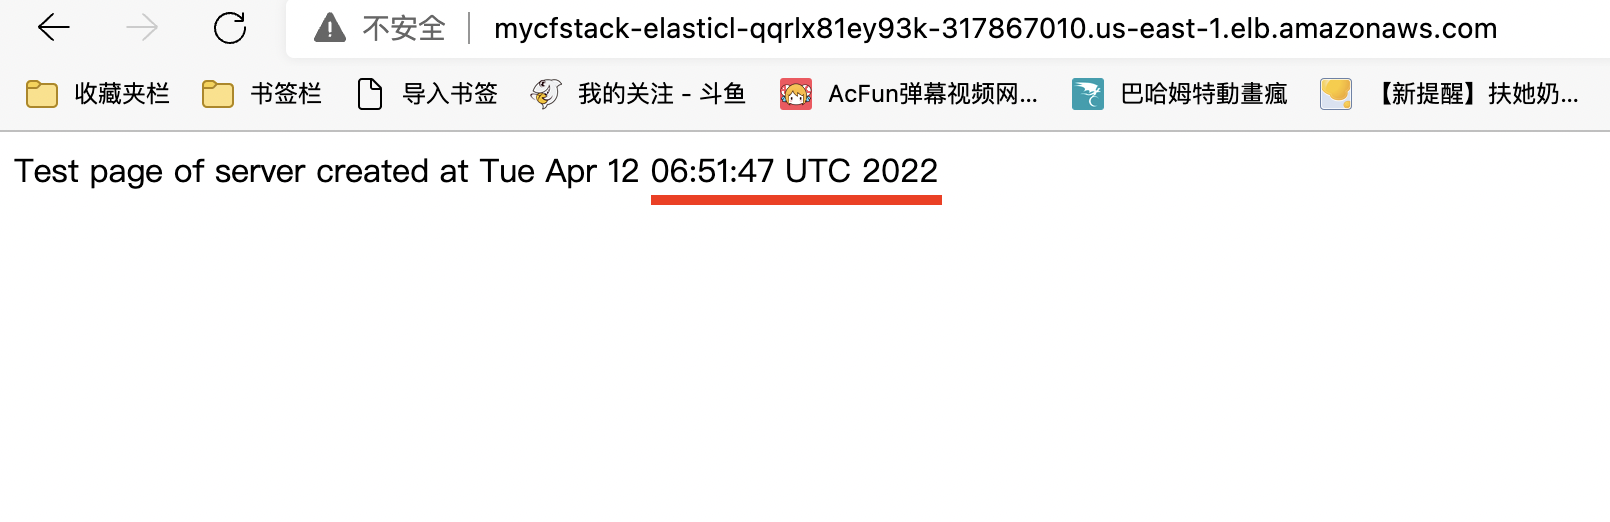 不安全 mycfstack-elasticl-qqrlx81ey93k-317867010.us-east-1.elb.amazonaws.com
收藏夹栏 书签栏 导入书签 我的关注 - 斗鱼 AcFun弹幕视频网... 巴哈姆特動畫瘋 【新提醒】扶她奶...
Test page of server created at Tue Apr 12 06:51:47 UTC 2022